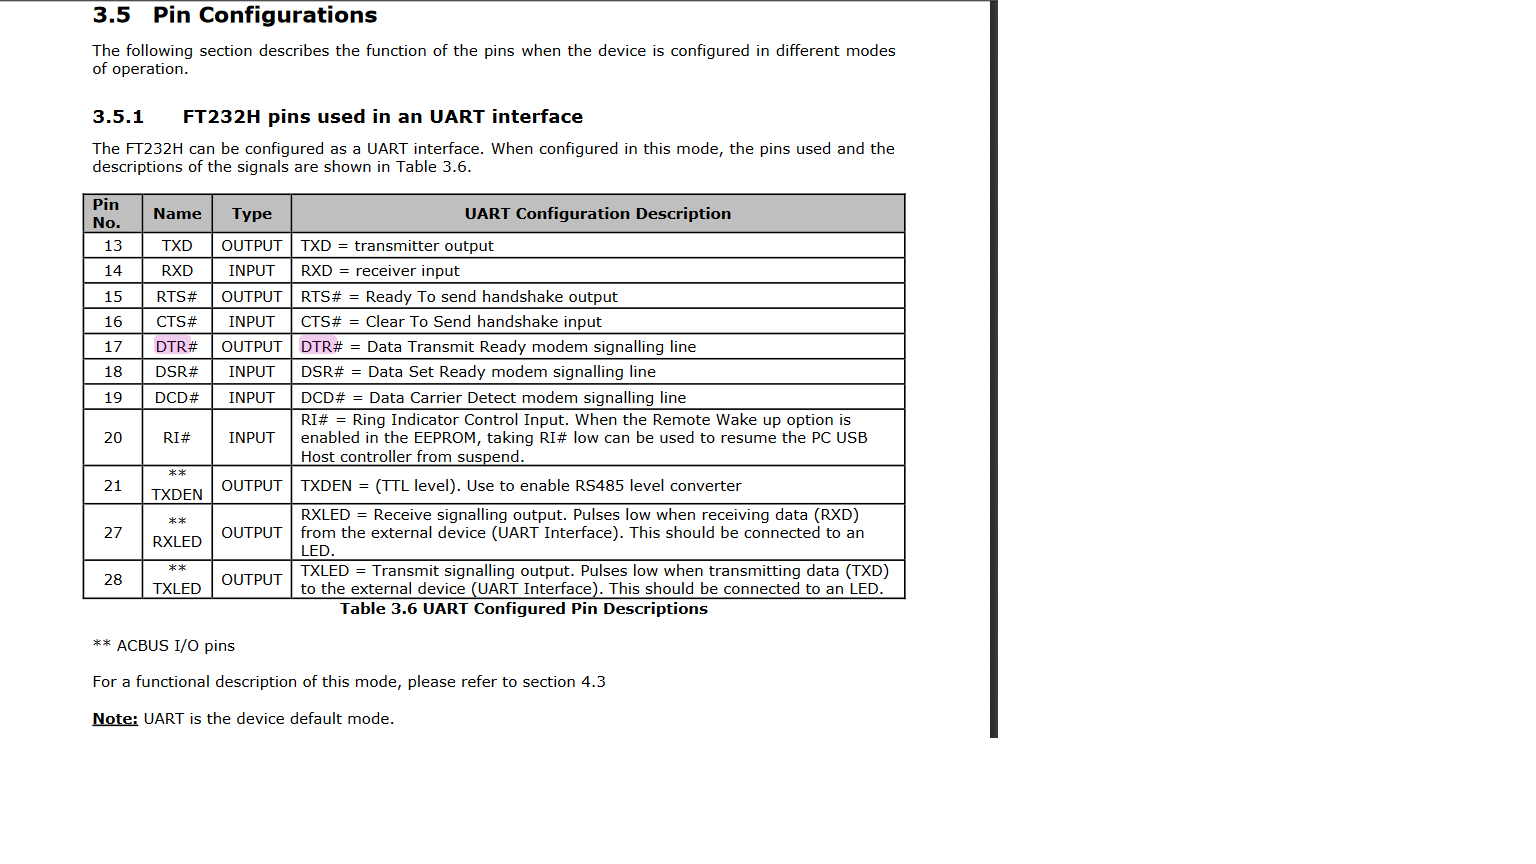 3.5 Pin Configurations
The following section describes the function of the pins when the device is configured in different modes
of operation.
3.5.1 FT232H pins used in an UART interface
The FT232H can be configured as a UART interface. When configured in this mode, the pins used and the
descriptions of the signals are shown in Table 3.6.
Pin No. Name Type UART Configuration Description
13 TXD OUTPUT TXD = transmitter output
14 RXD INPUT RXD = receiver input
15 RTS# OUTPUT RTS# = Ready To send handshake output
16 CTS# INPUT CTS# = Clear To Send handshake input
17 DTR# OUTPUT DTR# = Data Transmit Ready modem signalling line
18 DSR# INPUT DSR# = Data Set Ready modem signalling line
19 DCD# INPUT DCD# = Data Carrier Detect modem signalling line
20 RI# INPUT RI# = Ring Indicator Control Input. When the Remote Wake up option is
enabled in the EEPROM, taking RI# low can be used to resume the PC USB
Host controller from suspend.
21 ** TXDEN OUTPUT TXDEN = (TTL level). Use to enable RS485 level converter
27 ** RXLED OUTPUT RXLED = Receive signalling output. Pulses low when receiving data (RXD)
from the external device (UART Interface). This should be connected to an
LED.
28 ** TXLED OUTPUT TXLED = Transmit signalling output. Pulses low when transmitting data (TXD)
to the external device (UART Interface). This should be connected to an LED.
Table 3.6 UART Configured Pin Descriptions
** ACBUS I/O pins
For a functional description of this mode, please refer to section 4.3
Note: UART is the device default mode.